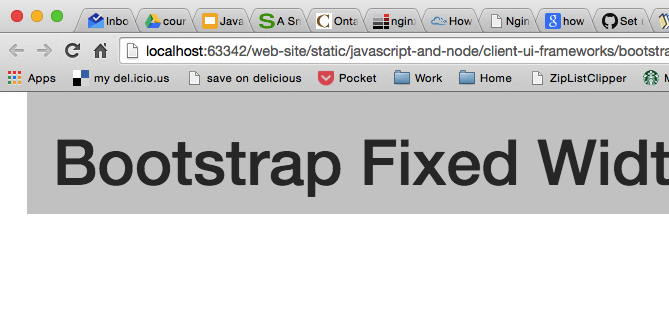 Inbo cour Java A Sn Onta nginx How Ngin how Set u
localhost:63342/web-site/static/javascript-and-node/client-ui-frameworks/bootstra
Apps my del.icio.us save on delicious Pocket Work Home ZipListClipper M
Bootstrap Fixed Widt